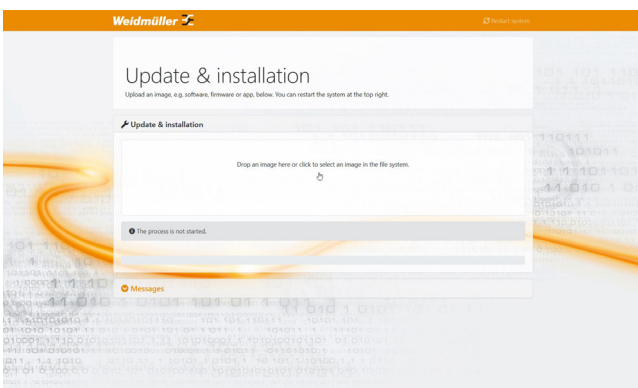 Weidmüller
Restart system
Update & installation
Upload an image, e.g. software, firmware or app, below. You can restart the system at the top right.
Update & installation
Drop an image here or click to select an image in the file system.
The process is not started.
Messages